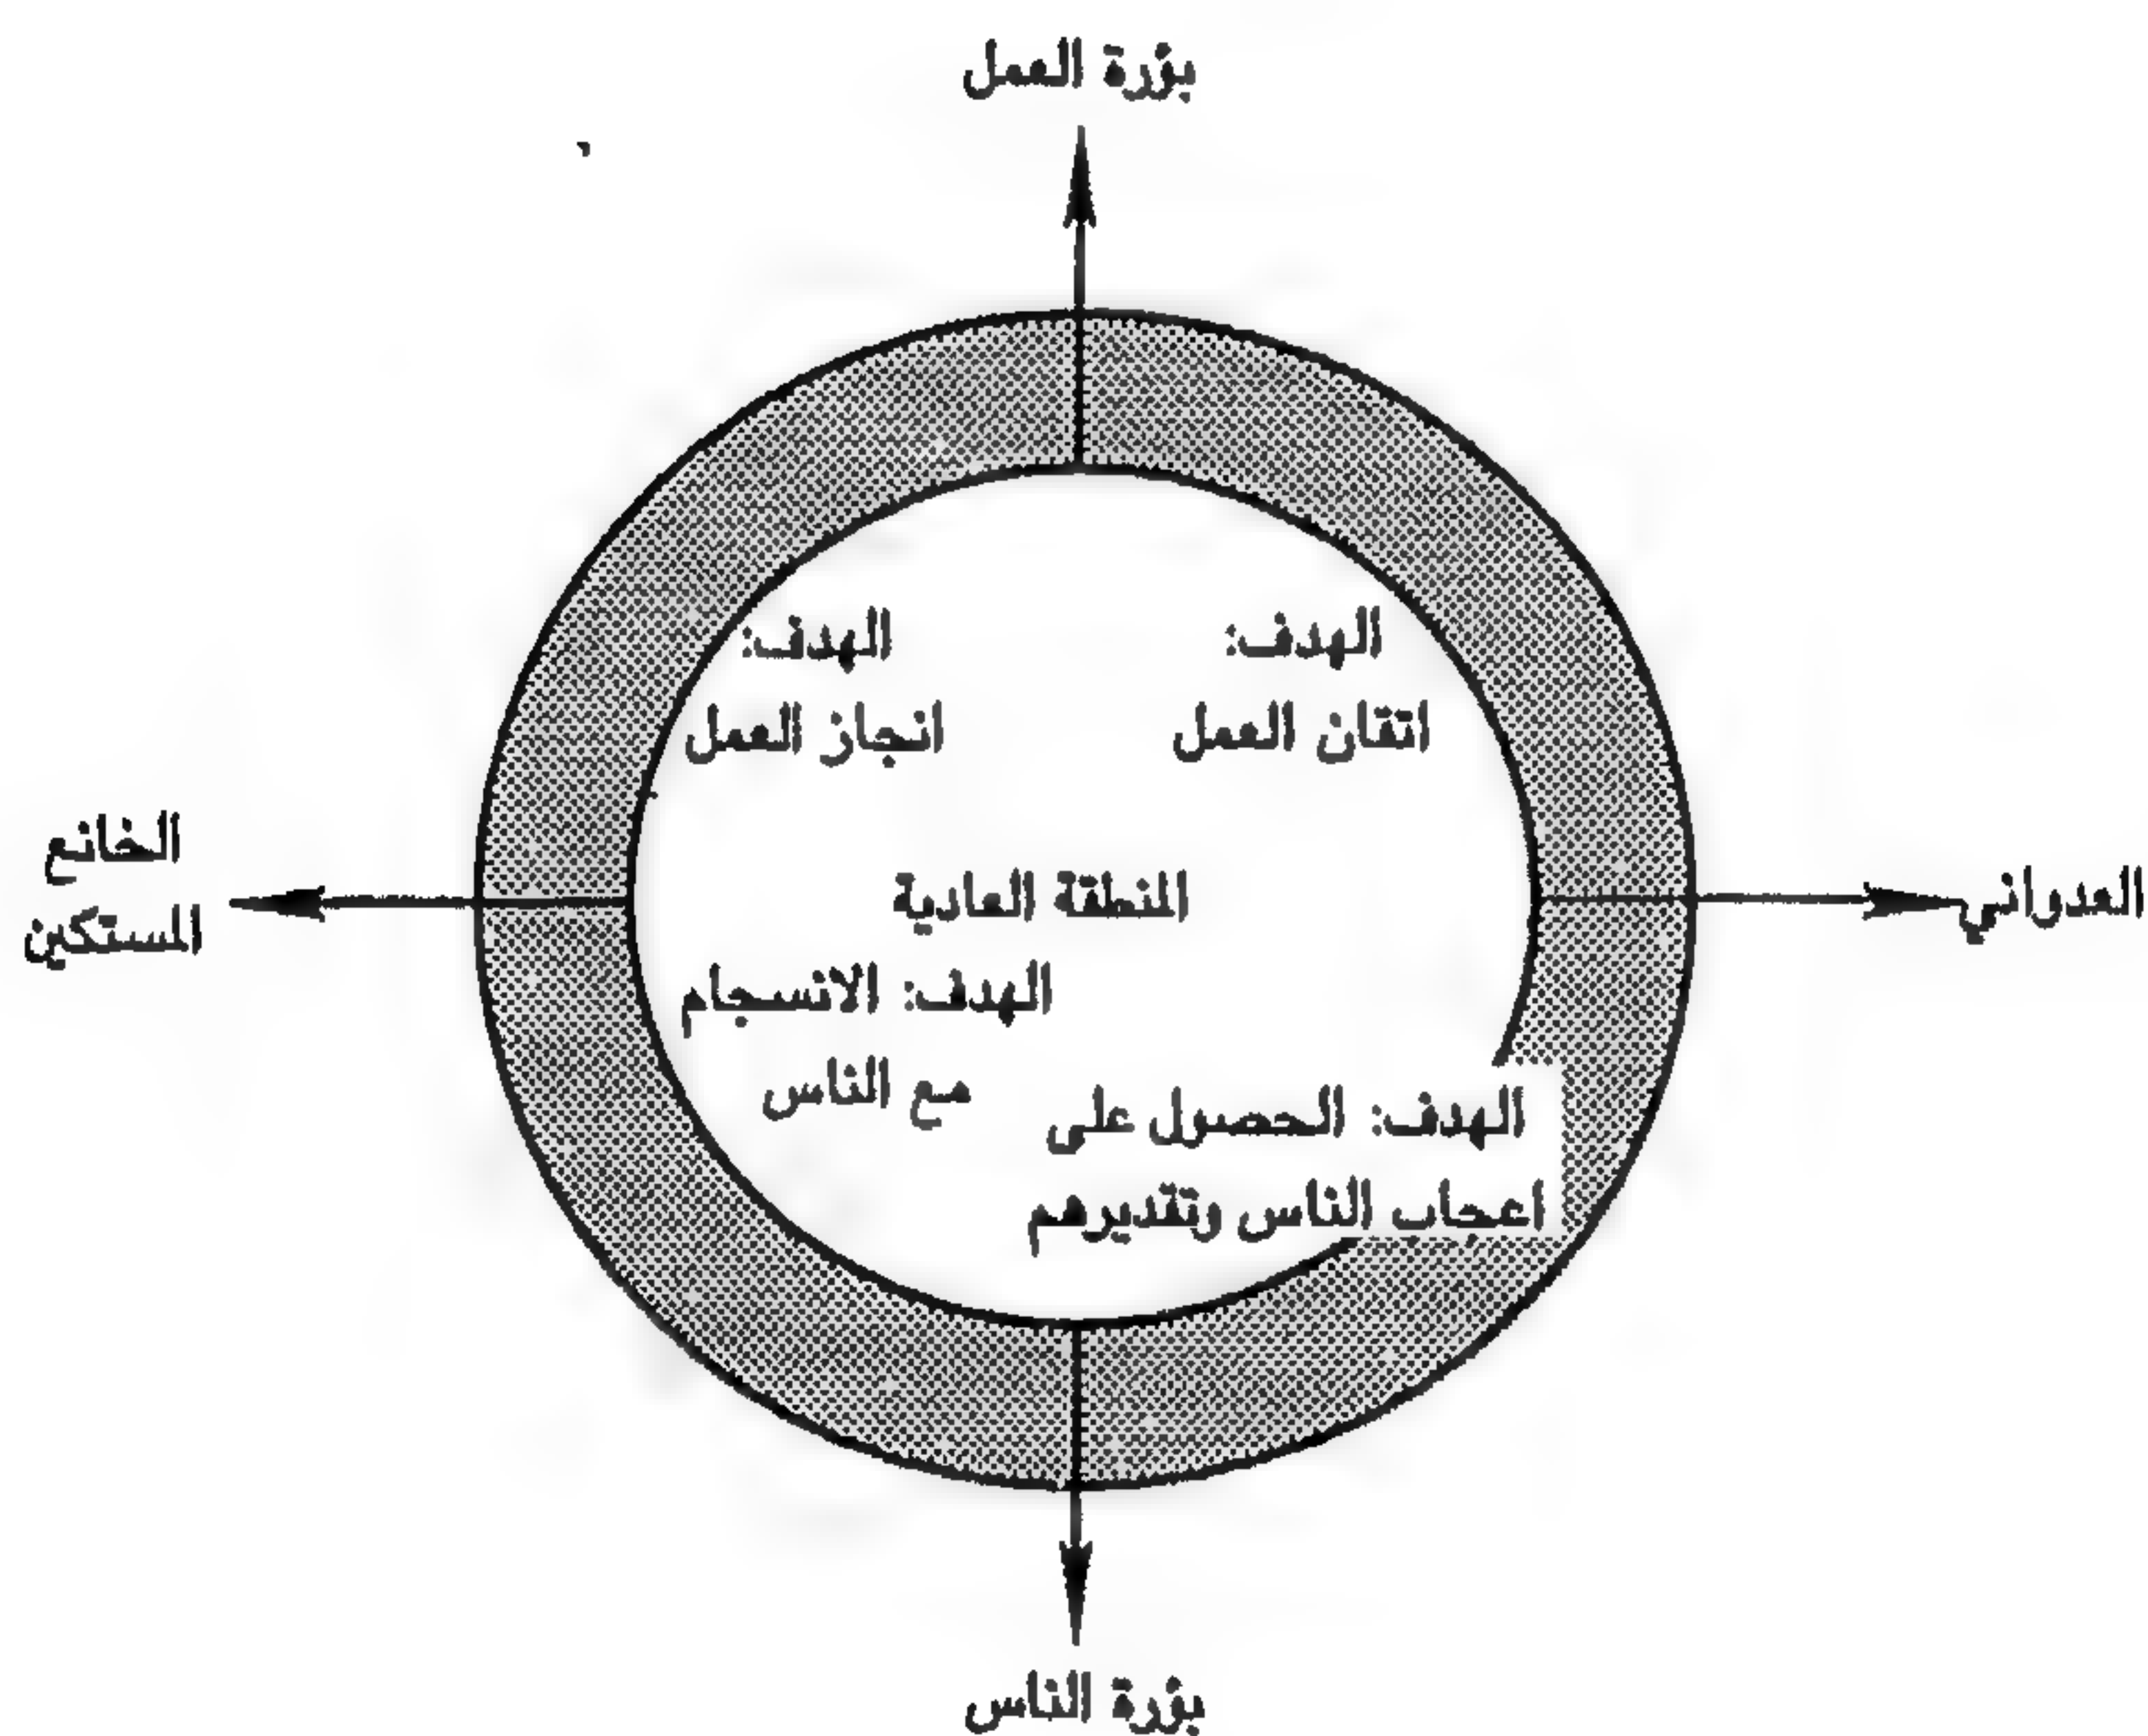 بؤرة العمل
الهدف:
اتقان العمل
الهدف:
انجاز العمل
العدواني
المنطقة العادية
الخانع
المستكين
الهدف: الانسجام
مع الناس
الهدف: الحصول على
اعجاب الناس وتقديرهم
بؤرة الناس